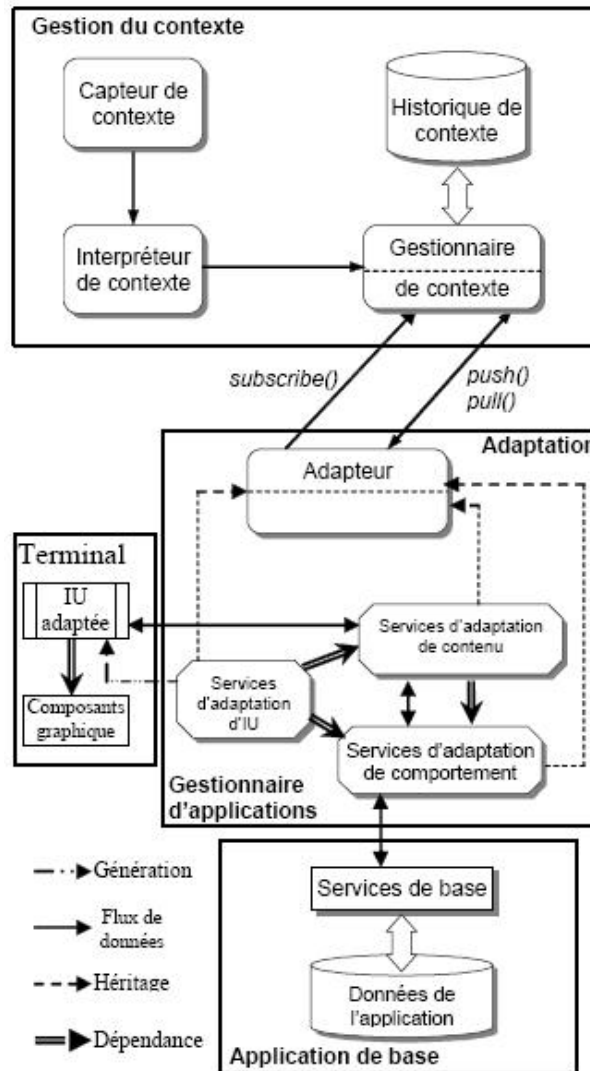 Gestion du contexte
Capteur de
contexte
Historique de
contexte
Interpréteur
de contexte
Gestionnaire
de contexte
subscribe()
push()
pull()
Adaptation
Adapteur
Terminal
IU
adaptée
Composants
graphique
Services d'adaptation
de contenu
Services
d'adaptation
d'IU
Services d'adaptation
de comportement
Gestionnaire
d'applications
Génération
Flux de
données
Héritage
Dépendance
Services de base
Données de
l'application
Application de base